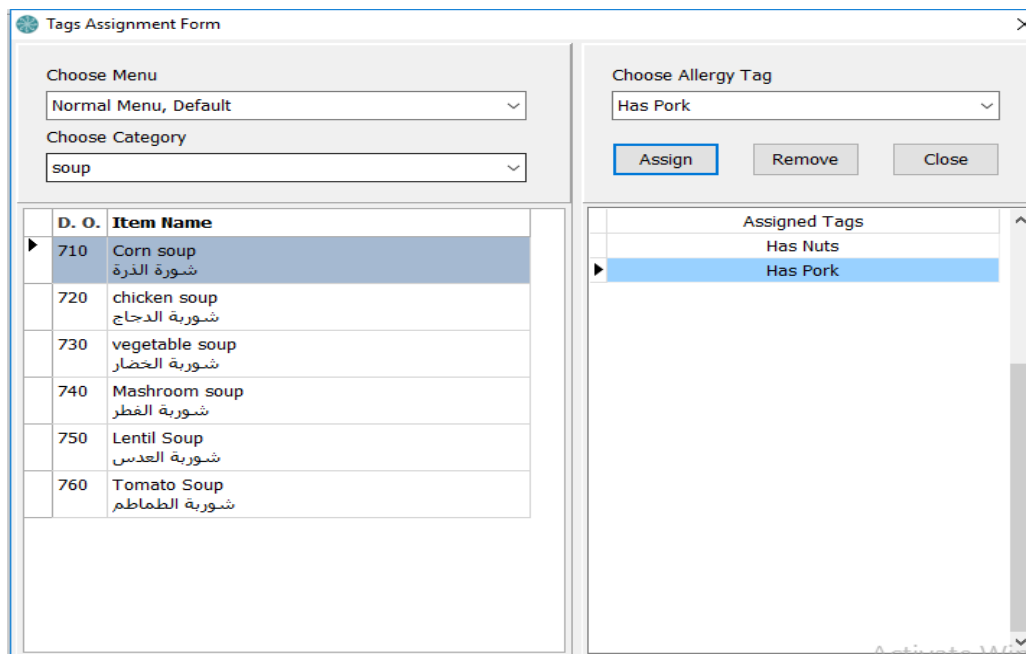 Tags Assignment Form
Choose Menu
Normal Menu, Default
Choose Category
soup
Choose Allergy Tag
Has Pork
Assign Remove Close
D. O. Item Name
710 Corn soup
شورة الذرة
720 chicken soup
شوربة الدجاج
730 vegetable soup
شوربة الخضار
740 Mashroom soup
شوربة الفطر
750 Lentil Soup
شوربة العدس
760 Tomato Soup
شوربة الطماطم
Assigned Tags
Has Nuts
Has Pork